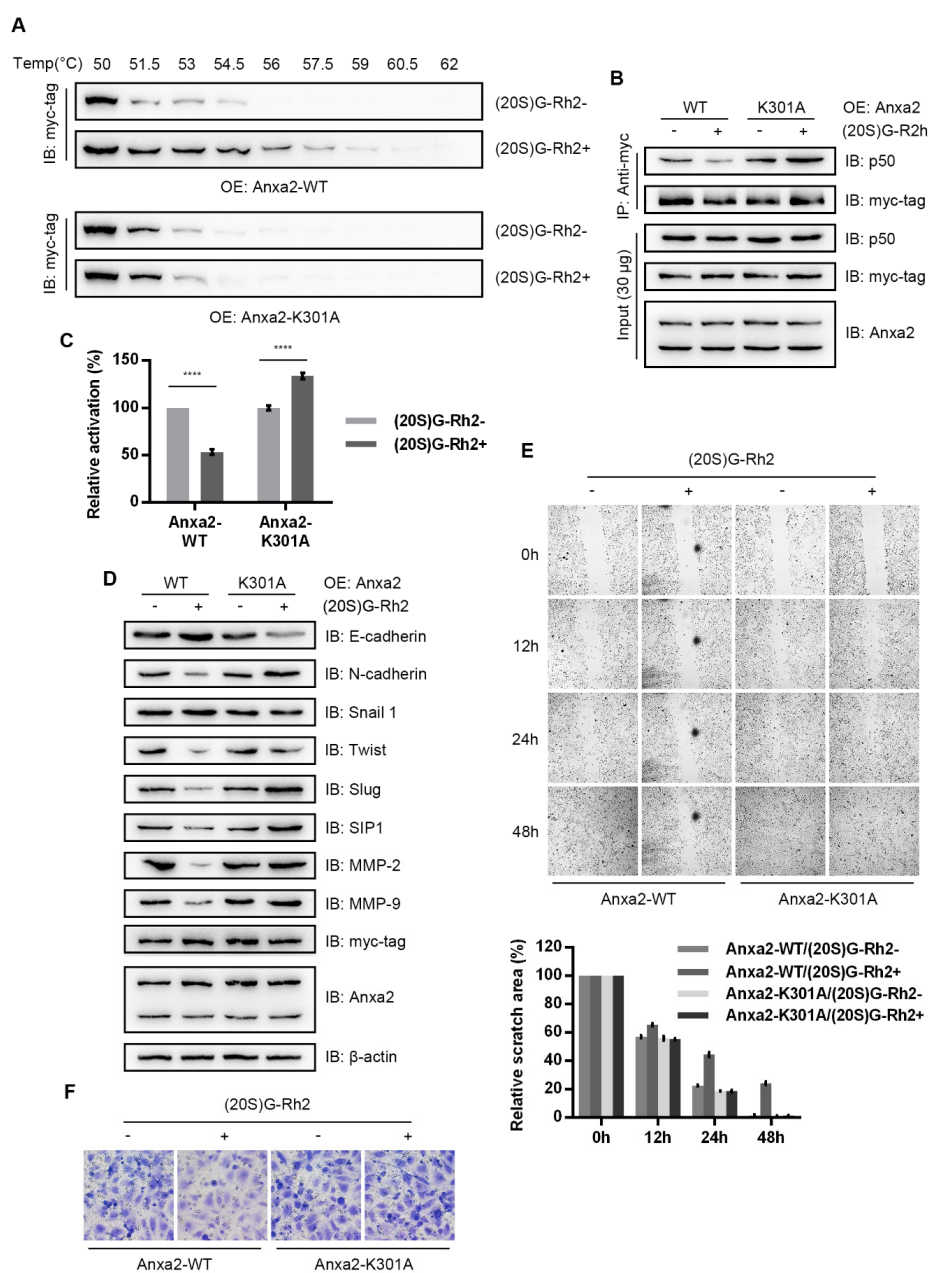 A
Temp(°C) 50 51.5 53 54.5 56 57.5 59 60.5 62
IB: myc-tag
(20S)G-Rh2-
(20S)G-Rh2+
OE: Anxa2-WT
IB: myc-tag
(20S)G-Rh2-
(20S)G-Rh2+
OE: Anxa2-K301A
B
WT K301A OE: Anxa2
- + - + (20S)G-R2h
IP: Anti-myc
IB: p50
IB: myc-tag
Input (30 µg)
IB: p50
IB: myc-tag
IB: Anxa2
C
Relative activation (%)
150
100
50
0
**** ****
Anxa2-WT
Anxa2-K301A
(20S)G-Rh2-
(20S)G-Rh2+
D
WT K301A OE: Anxa2
- + - + (20S)G-Rh2
IB: E-cadherin
IB: N-cadherin
IB: Snail 1
IB: Twist
IB: Slug
IB: SIP1
IB: MMP-2
IB: MMP-9
IB: myc-tag
IB: Anxa2
IB: β-actin
E
(20S)G-Rh2
- + - +
0h
12h
24h
48h
Anxa2-WT Anxa2-K301A
Relative scratch area (%)
120
100
80
60
40
20
0
0h 12h 24h 48h
Anxa2-WT/(20S)G-Rh2-
Anxa2-WT/(20S)G-Rh2+
Anxa2-K301A/(20S)G-Rh2-
Anxa2-K301A/(20S)G-Rh2+
F
(20S)G-Rh2
- + - +
Anxa2-WT Anxa2-K301A